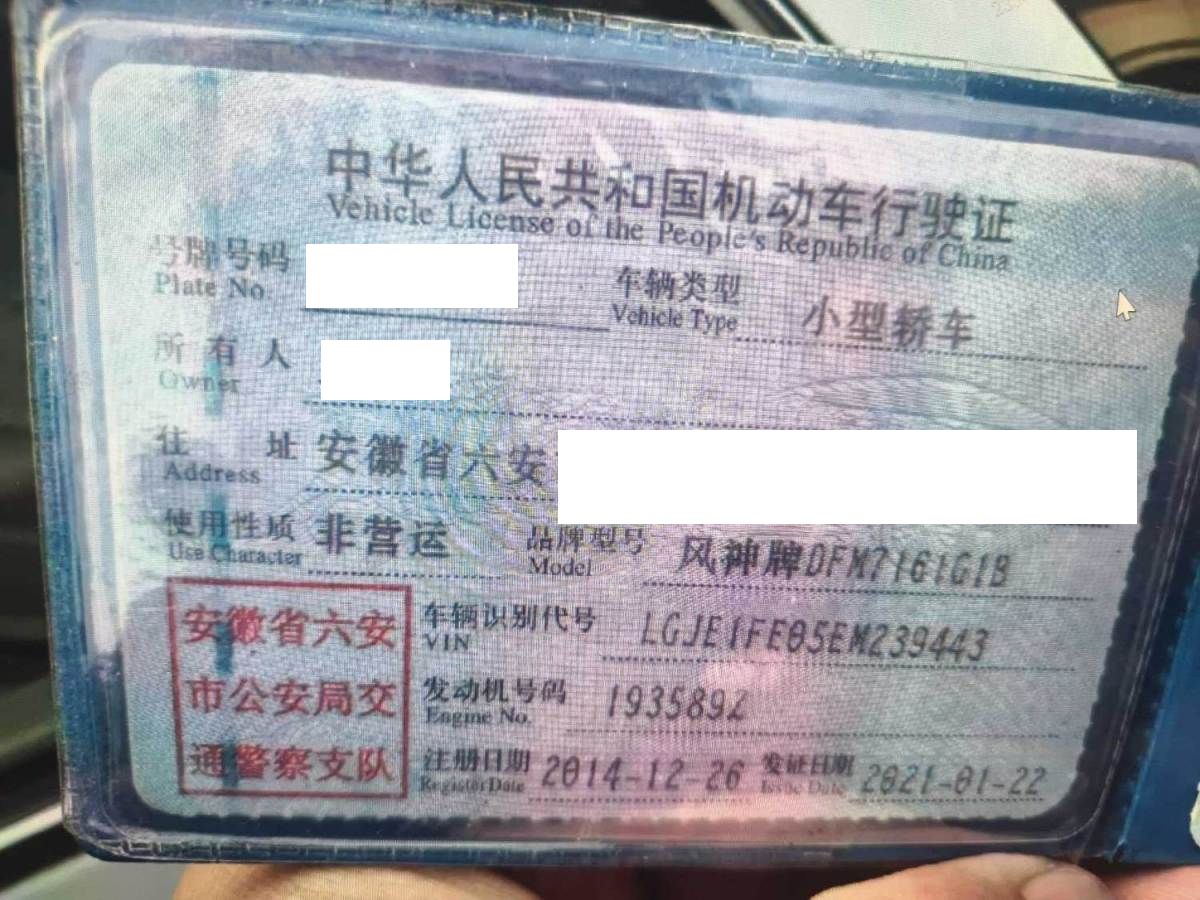 中华人民共和国机动车行驶证
Vehicle License of the People's Republic of China
号牌号码
Plate No.
车辆类型 小型轿车
Vehicle Type
所有人
Owner
住址 安徽省六安
Address
使用性质 非营运
Use Character
品牌型号 风神牌DFM7161G1B
Model
安徽省六安
市公安局交
通警察支队
车辆识别代号 LGJE1FE05EM239443
VIN
发动机号码 1935892
Engine No.
注册日期 2014-12-26
Register Date
发证日期 2021-01-22
Issue Date